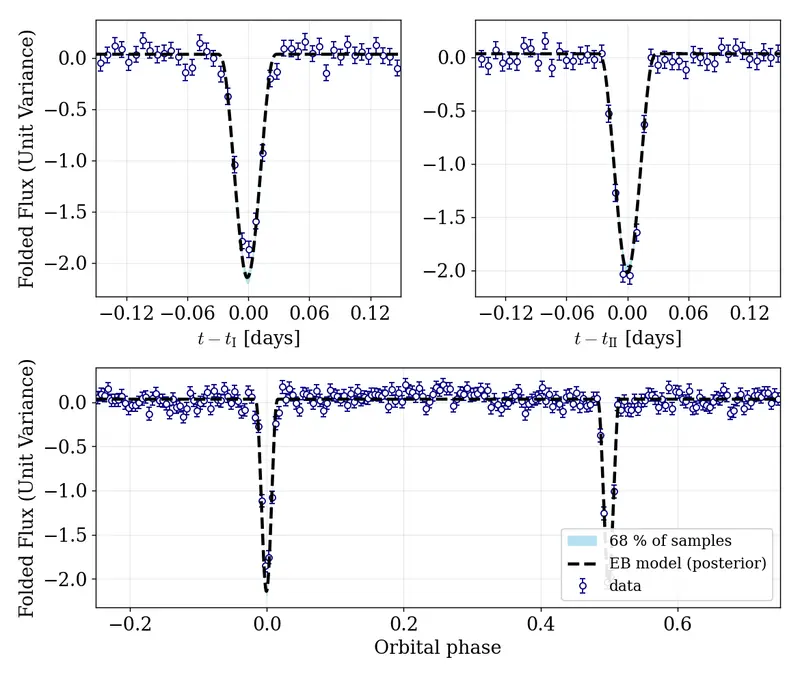 Folded Flux (Unit Variance)
0.0
−0.5
−1.0
−1.5
−2.0
−0.12 −0.06 0.00 0.06 0.12
t − tI [days]
0.0
−0.5
−1.0
−1.5
−2.0
−0.12 −0.06 0.00 0.06 0.12
t − tII [days]
Folded Flux (Unit Variance)
0.0
−0.5
−1.0
−1.5
−2.0
68 % of samples
EB model (posterior)
data
−0.2 0.0 0.2 0.4 0.6
Orbital phase